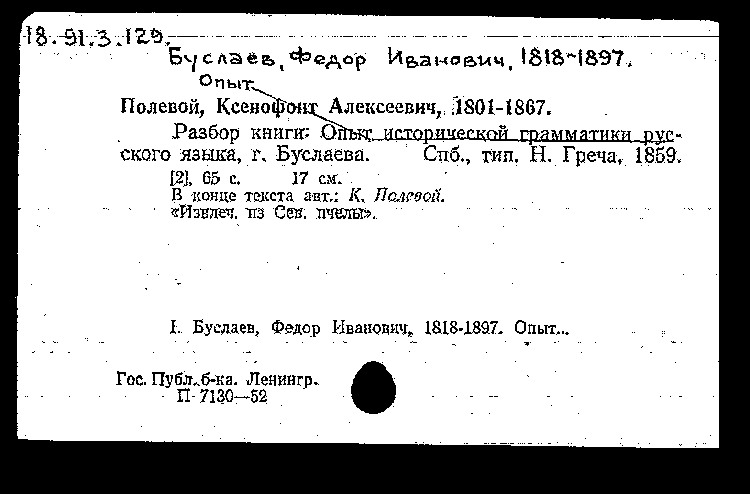 18.91.3.129.
Буслаев, Федор Иванович, 1818-1897.
Опыт
Полевой, Ксенофонт Алексеевич, 1801-1867.
Разбор книги: Опыт исторической грамматики рус-
ского языка, г. Буслаева. Спб., тип. Н. Греча, 1859.
[2], 65 с. 17 см.
В конце текста авт.: К. Полевой.
«Извлеч. из Сев. пчелы».
I. Буслаев, Федор Иванович, 1818-1897. Опыт...
Гос. Публ. б-ка. Ленингр.
П 7130—52